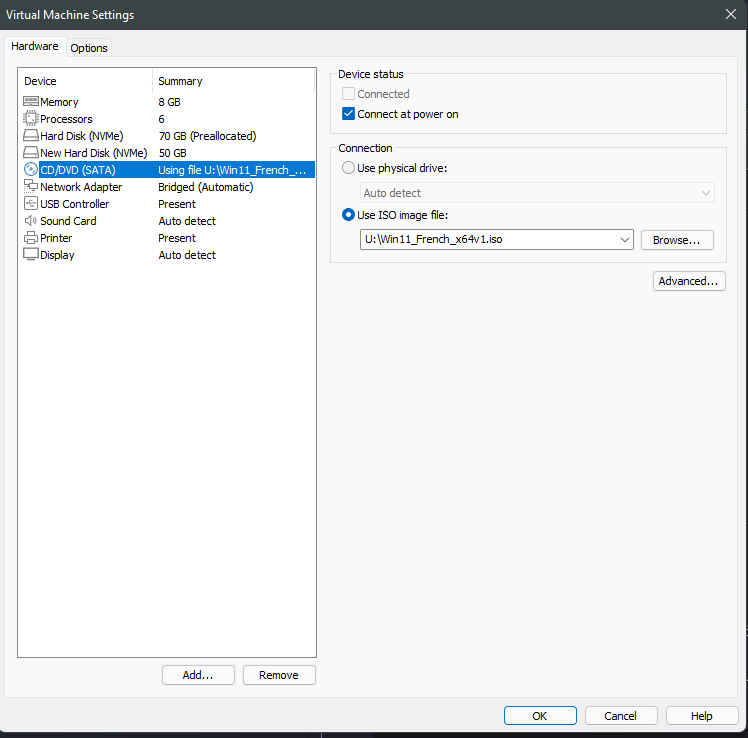 Virtual Machine Settings
Hardware Options
Device Summary
Memory 8 GB
Processors 6
Hard Disk (NVMe) 70 GB (Preallocated)
New Hard Disk (NVMe) 50 GB
CD/DVD (SATA) Using file U:\Win11_French_...
Network Adapter Bridged (Automatic)
USB Controller Present
Sound Card Auto detect
Printer Present
Display Auto detect
Add... Remove
Device status
Connected
Connect at power on
Connection
Use physical drive:
Auto detect
Use ISO image file:
U:\Win11_French_x64v1.iso Browse...
Advanced...
OK Cancel Help